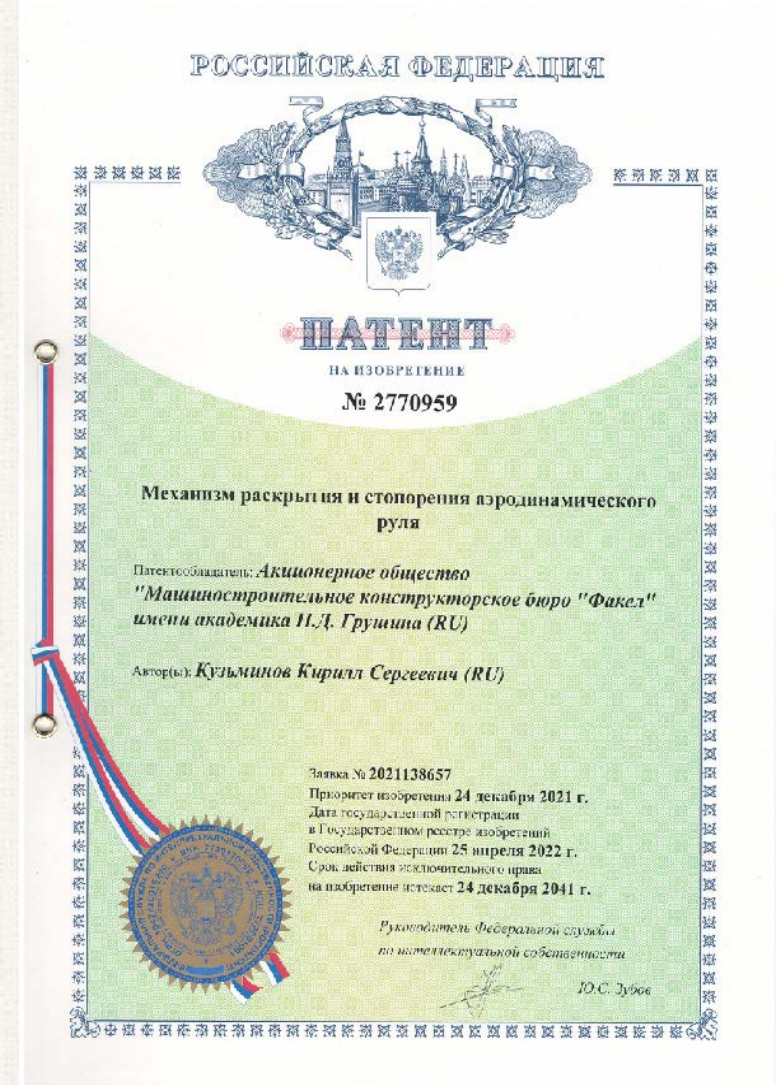 РОССИЙСКАЯ ФЕДЕРАЦИЯ
ПАТЕНТ
НА ИЗОБРЕТЕНИЕ
№ 2770959
Механизм раскрытия и стопорения аэродинамического
руля
Патентообладатель: Акционерное общество
"Машиностроительное конструкторское бюро "Факел"
имени академика П.Д. Грушина (RU)
Автор(ы): Кузьминов Кирилл Сергеевич (RU)
Заявка № 2021138657
Приоритет изобретения 24 декабря 2021 г.
Дата государственной регистрации
в Государственном реестре изобретений
Российской Федерации 25 апреля 2022 г.
Срок действия исключительного права
на изобретение истекает 24 декабря 2041 г.
Руководитель Федеральной службы
по интеллектуальной собственности
Ю.С. Зубов